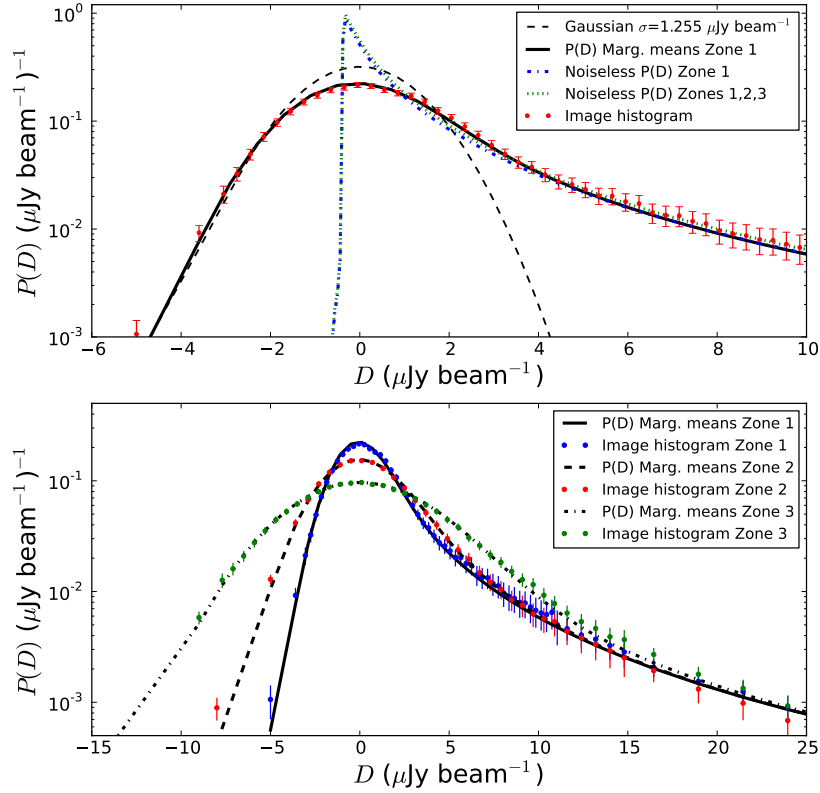 10⁰
10⁻¹
10⁻²
10⁻³
P(D) (μJy beam⁻¹)⁻¹
−6 −4 −2 0 2 4 6 8 10
D (μJy beam⁻¹)
Gaussian σ=1.255 μJy beam⁻¹
P(D) Marg. means Zone 1
Noiseless P(D) Zone 1
Noiseless P(D) Zones 1,2,3
Image histogram
10⁻¹
10⁻²
10⁻³
P(D) (μJy beam⁻¹)⁻¹
−15 −10 −5 0 5 10 15 20 25
D (μJy beam⁻¹)
P(D) Marg. means Zone 1
Image histogram Zone 1
P(D) Marg. means Zone 2
Image histogram Zone 2
P(D) Marg. means Zone 3
Image histogram Zone 3